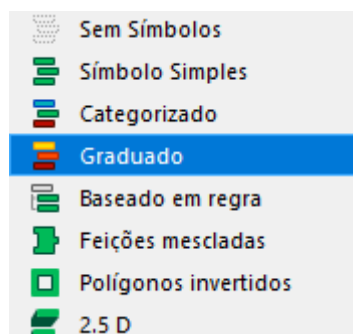 Sem Símbolos
Símbolo Simples
Categorizado
Graduado
Baseado em regra
Feições mescladas
Polígonos invertidos
2.5 D